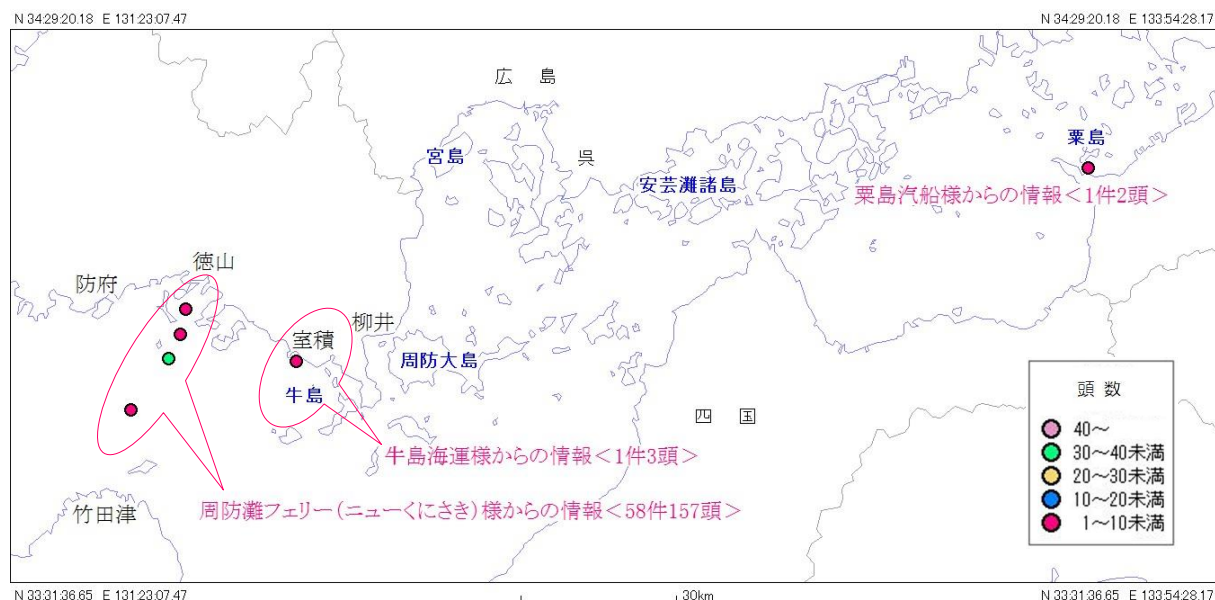 N 34:29:20.18 E 131:23:07.47
N 34:29:20.18 E 133:54:28.17
広 島
粟島
宮島
呉
安芸灘諸島
粟島汽船様からの情報<1件2頭>
徳山
防府
柳井
室積
周防大島
牛島
四 国
頭 数
40～
30～40未満
20～30未満
10～20未満
1～10未満
牛島海運様からの情報<1件3頭>
周防灘フェリー(ニューくにさき)様からの情報<58件157頭>
竹田津
N 33:31:36.65 E 131:23:07.47
30km
N 33:31:36.65 E 133:54:28.17